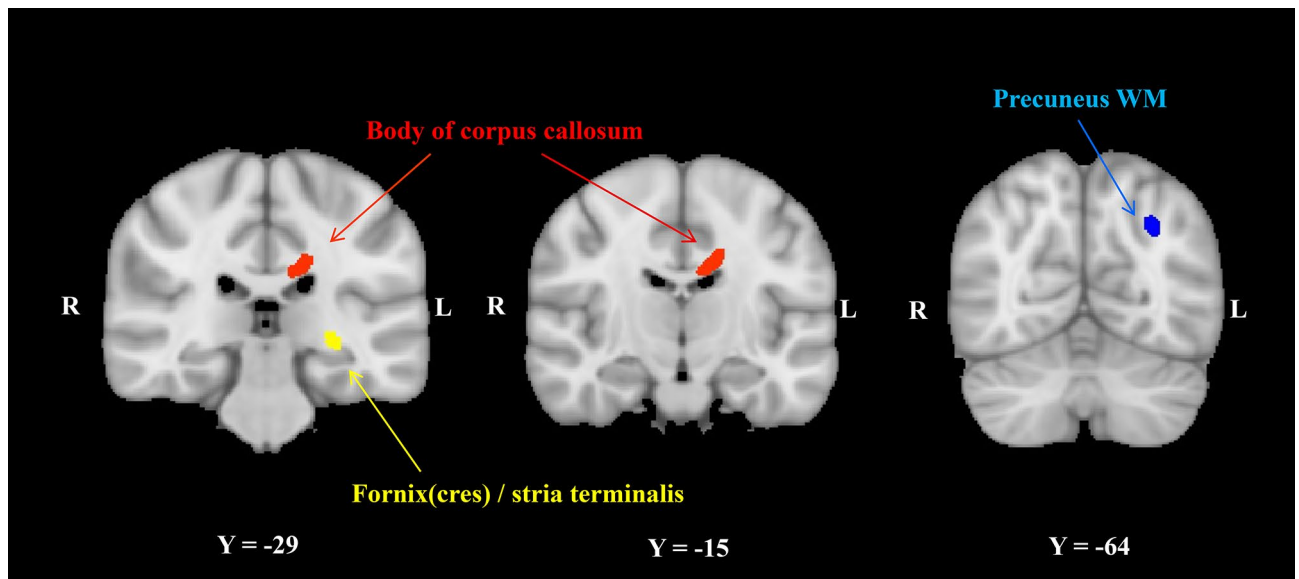 Precuneus WM
Body of corpus callosum
R
L
R
L
R
L
Fornix(cres) / stria terminalis
Y = -29
Y = -15
Y = -64